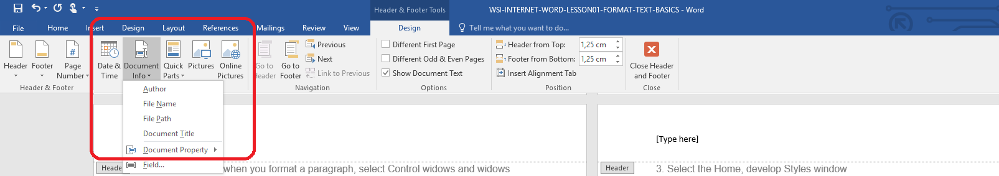 Header & Footer Tools
WSI-INTERNET-WORD-LESSON01-FORMAT-TEXT-BASICS - Word
File Home Insert Design Layout References Mailings Review View Design Tell me what you want to do...
Header Footer Page Number
Header & Footer
Date & Time
Document Info
Quick Parts
Pictures
Online Pictures
Author
File Name
File Path
Document Title
Document Property
Field...
Go to Header
Go to Footer
Previous
Next
Link to Previous
Navigation
Different First Page
Different Odd & Even Pages
Show Document Text
Options
Header from Top: 1,25 cm
Footer from Bottom: 1,25 cm
Insert Alignment Tab
Position
Close Header and Footer
Close
[Type here]
Heade
when you format a paragraph, select Control widows and widows
Header
3. Select the Home, develop Styles window